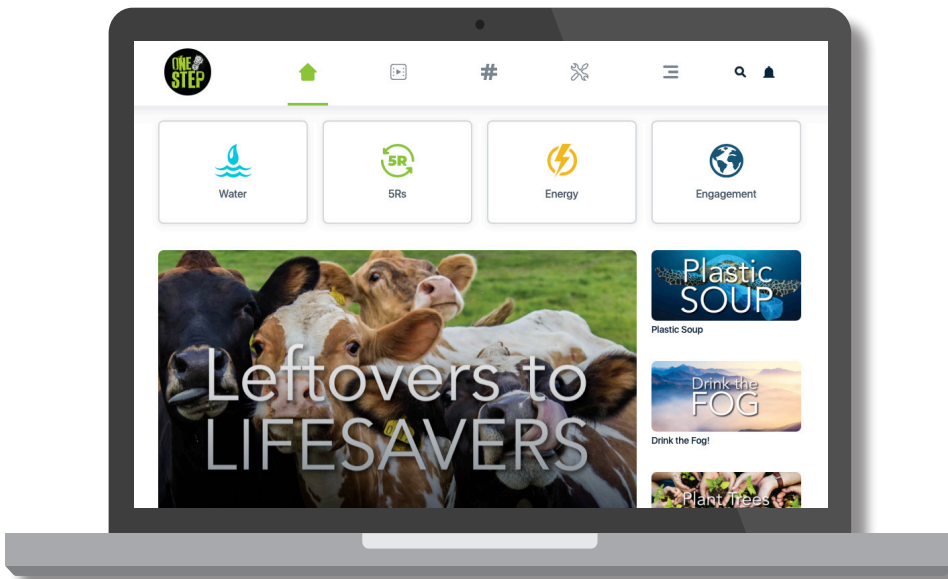 ONE
STEP
#
Water
5R
5Rs
Energy
Engagement
Leftovers to
LIFESAVERS
Plastic
SOUP
Plastic Soup
Drink the
FOG
Drink the Fog!
Plant Trees